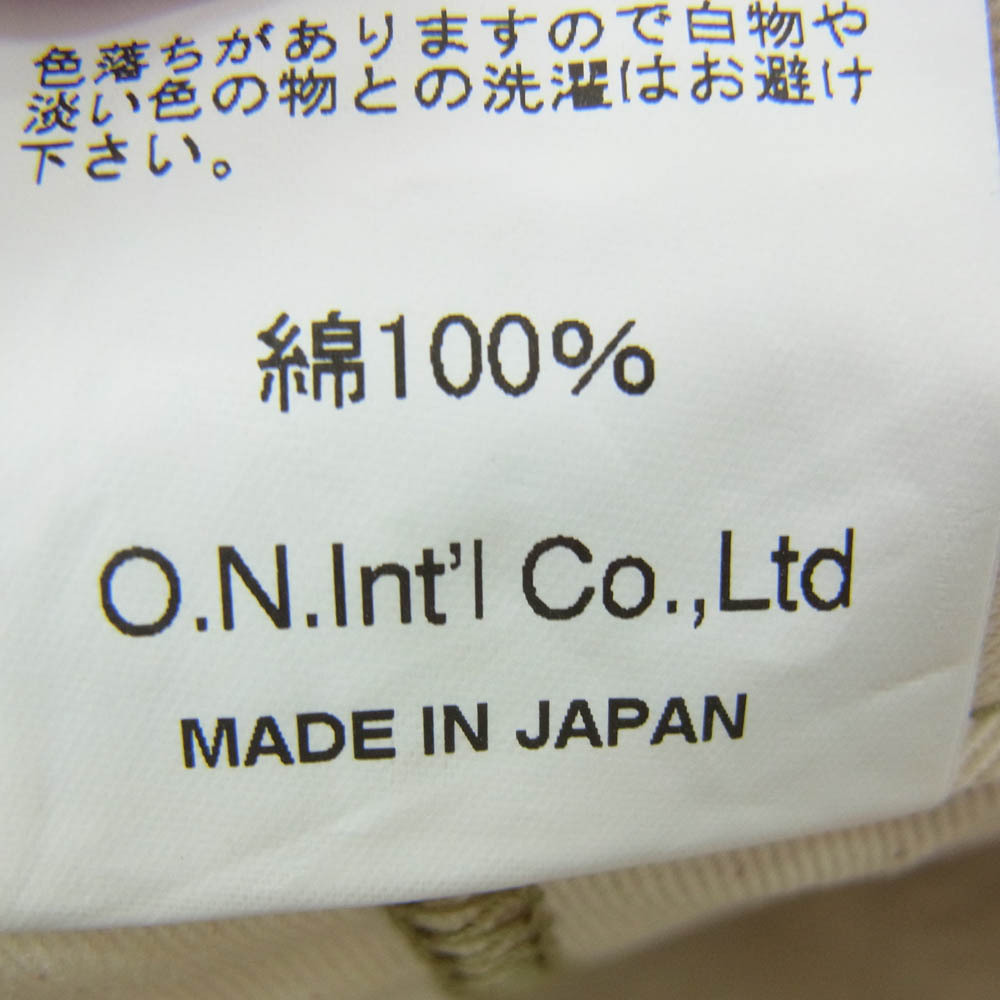 色落ちがありますので白物や
淡い色の物との洗濯はお避け
下さい。
綿100%
O.N.Int'l Co.,Ltd
MADE IN JAPAN